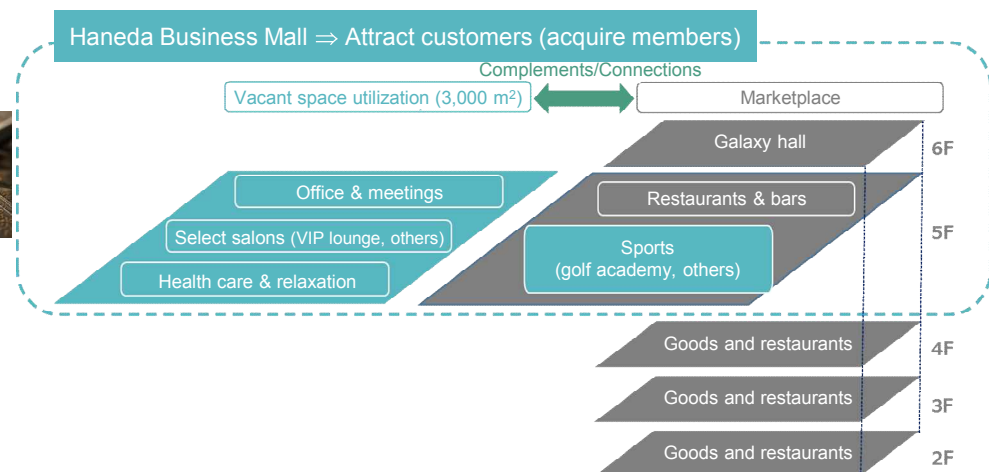 Haneda Business Mall ⇒ Attract customers (acquire members)
Complements/Connections
Vacant space utilization (3,000 m²)
Marketplace
Galaxy hall
6F
Office & meetings
Select salons (VIP lounge, others)
Health care & relaxation
Restaurants & bars
Sports
(golf academy, others)
5F
Goods and restaurants
4F
Goods and restaurants
3F
Goods and restaurants
2F